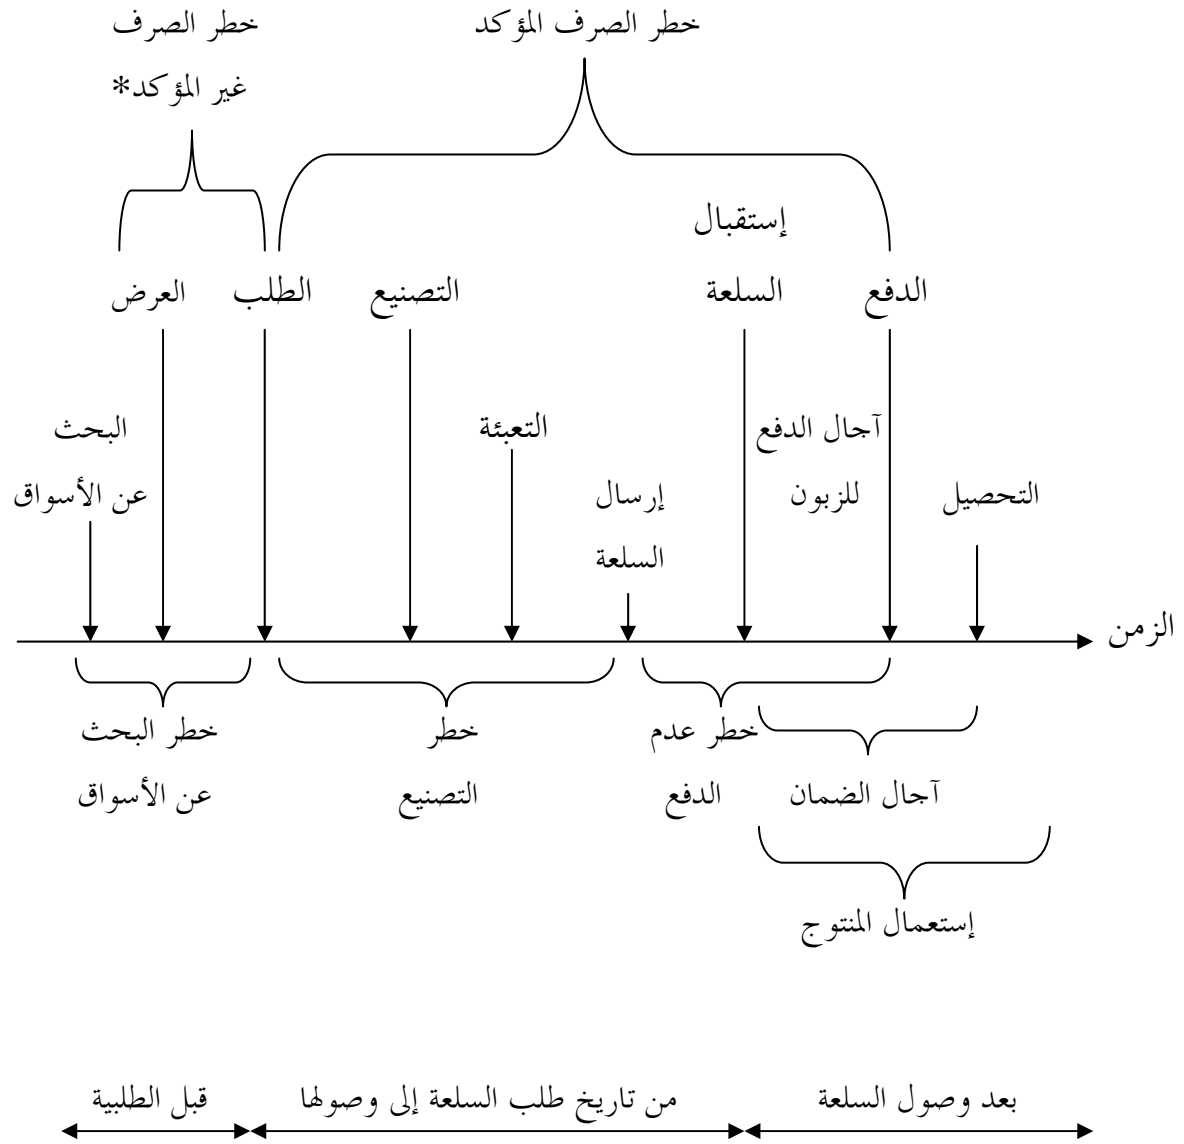 خطر الصرف المؤكد
خطر الصرف
غير المؤكد*
إستقبال
السلعة
الدفع
التصنيع
الطلب
العرض
البحث
عن الأسواق
التعبئة
إرسال
السلعة
آجال الدفع
للزبون
التحصيل
الزمن
خطر البحث
عن الأسواق
خطر
التصنيع
خطر عدم
الدفع
آجال الضمان
إستعمال المنتوج
قبل الطلبية
من تاريخ طلب السلعة إلى وصولها
بعد وصول السلعة